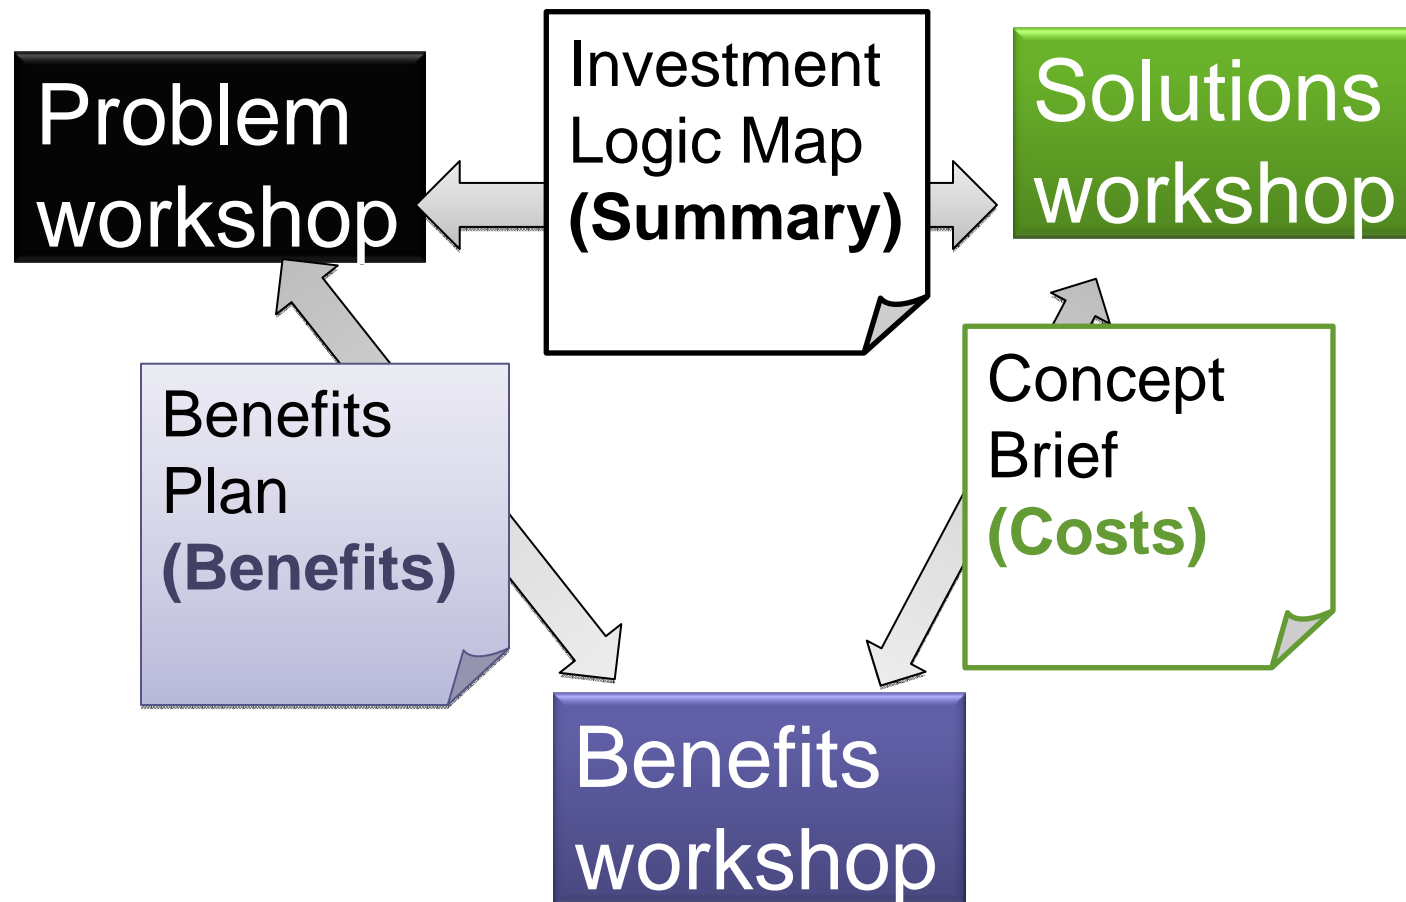 Problem
workshop
Investment
Logic Map
(Summary)
Solutions
workshop
Benefits
Plan
(Benefits)
Concept
Brief
(Costs)
Benefits
workshop